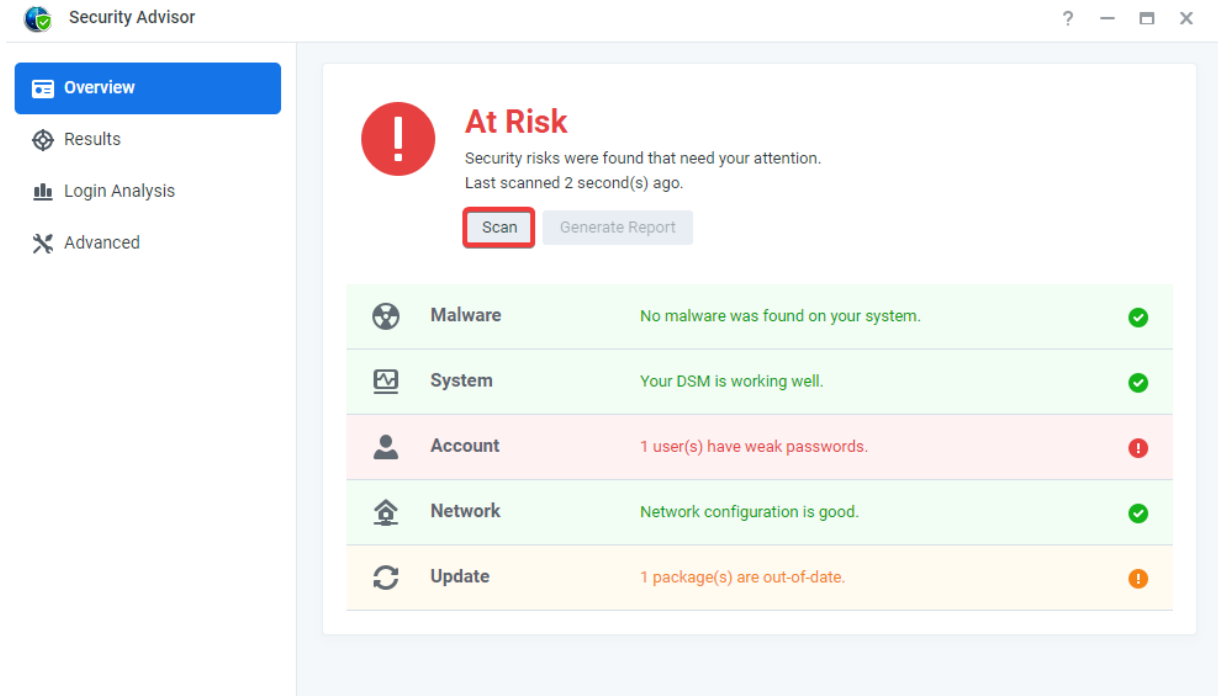 Security Advisor
?
Overview
Results
Login Analysis
Advanced
At Risk
Security risks were found that need your attention.
Last scanned 2 second(s) ago.
Scan Generate Report
Malware No malware was found on your system.
System Your DSM is working well.
Account 1 user(s) have weak passwords.
Network Network configuration is good.
Update 1 package(s) are out-of-date.